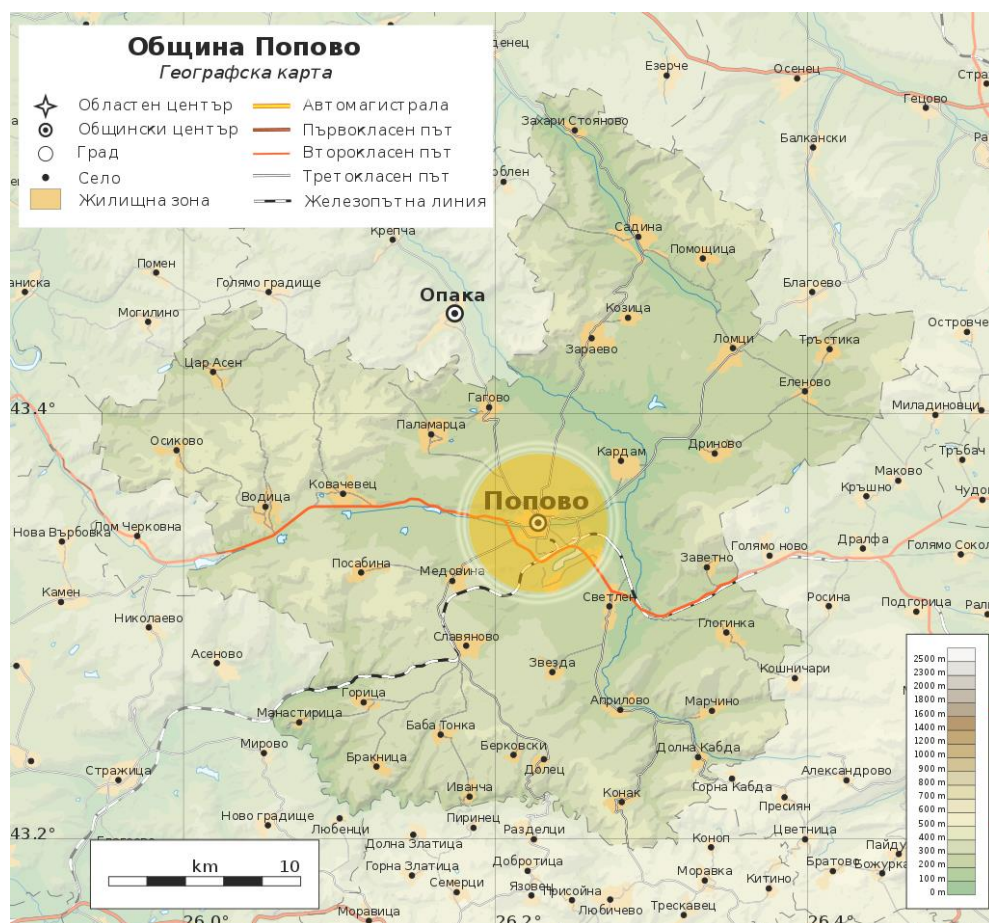 Община Попово
Географска карта
Областен център
Общински център
Град
Село
Жилищна зона
Автомагистрала
Първокласен път
Второкласен път
Третокласен път
Железопътна линия
Езерче
Осенец
Гецово
Захари Стояново
Балкански
Крепча
Садина
Помощица
Помен
Голямо градище
Могилино
Опака
Козица
Благоево
Зараево
Ломци
Тръстика
Островче
Цар Асен
Еленово
43.4°
Гагово
Миладиновци
Паламарца
Осиково
Кардам
Дриново
Тръбач
Маково
Кръшно
Ковачевец
Водица
Попово
Нова Върбовка
Лом Черковна
Заветно
Голямо ново
Дралфа
Посабина
Медовина
Камен
Светлен
Росина
Подгорица
Николаево
Глогинка
Славяново
Асеново
Звезда
Кошничари
Горица
Манастирица
Априлово
Марчино
Баба Тонка
Мирово
Бракница
Берковски
Долец
Долна Кабда
Стражица
Горна Кабда
Александрово
Иванча
Конак
Пресиян
43.2°
Ново градище
Любенци
Пиринец
Разделци
Коноп
Цветница
Долна Златица
Горна Златица
Добротица
Моравка
Братово
Семерци
Язовец
Присойна
Китино
Любичево
Трескавец
Моравица
26.0°
26.2°
26.4°
km 10
2500 m
2300 m
2000 m
1800 m
1600 m
1400 m
1200 m
1000 m
900 m
800 m
700 m
600 m
500 m
400 m
300 m
200 m
100 m
0 m